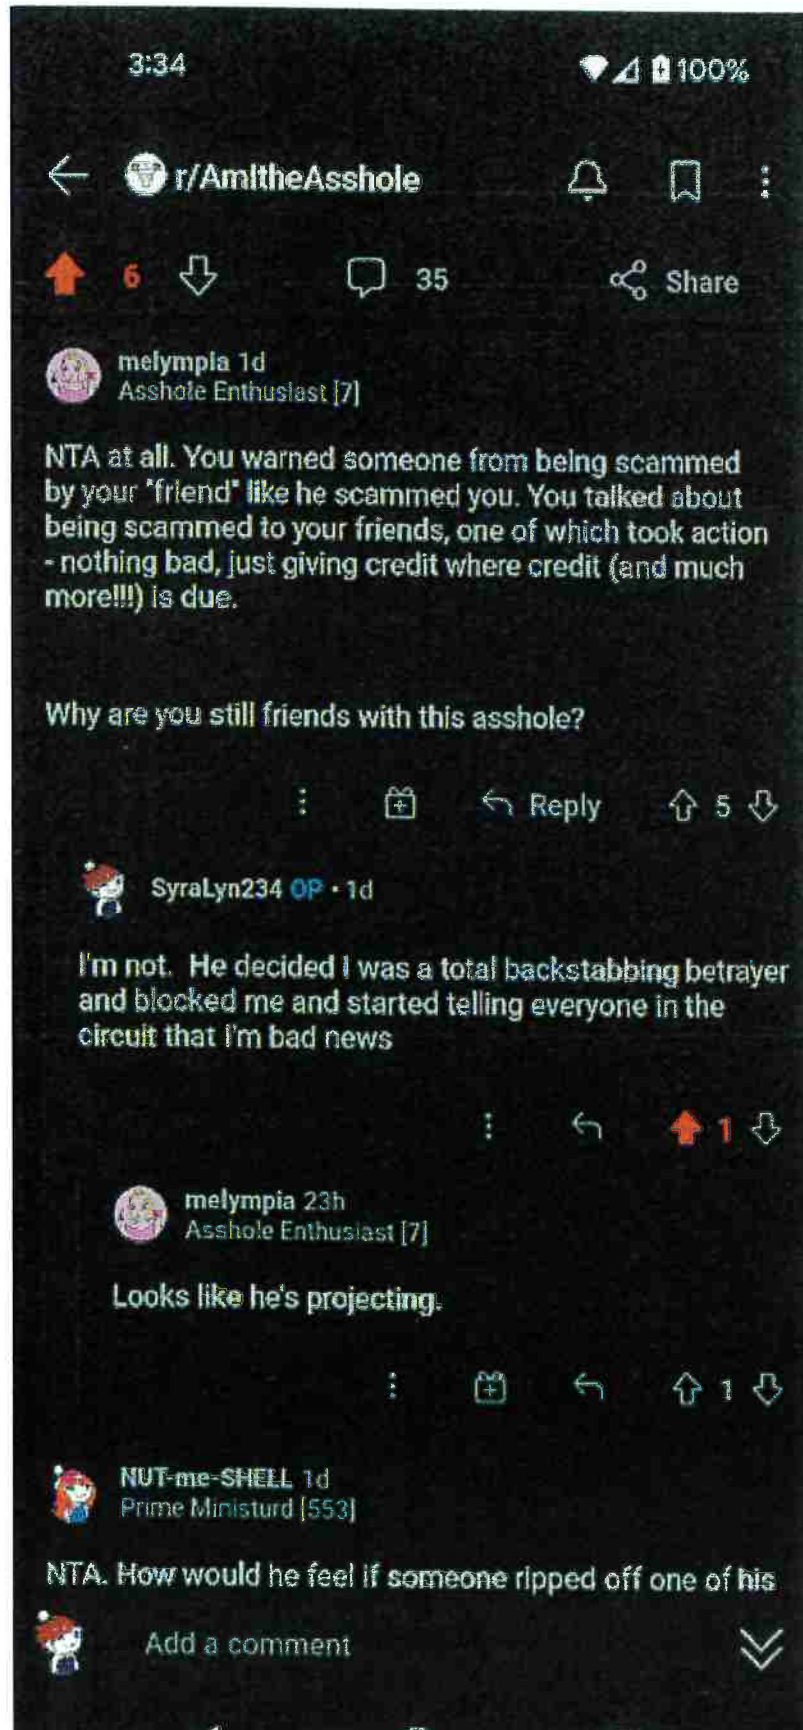 3:34
100%
r/AmItheAsshole
6
35
Share
melympia 1d
Asshole Enthusiast [7]
NTA at all. You warned someone from being scammed
by your "friend" like he scammed you. You talked about
being scammed to your friends, one of which took action
- nothing bad, just giving credit where credit (and much
more!!!) is due.
Why are you still friends with this asshole?
Reply
5
SyraLyn234 OP • 1d
I'm not.  He decided I was a total backstabbing betrayer
and blocked me and started telling everyone in the
circuit that I'm bad news
1
melympia 23h
Asshole Enthusiast [7]
Looks like he's projecting.
1
NUT-me-SHELL 1d
Prime Ministurd [553]
NTA. How would he feel if someone ripped off one of his
Add a comment